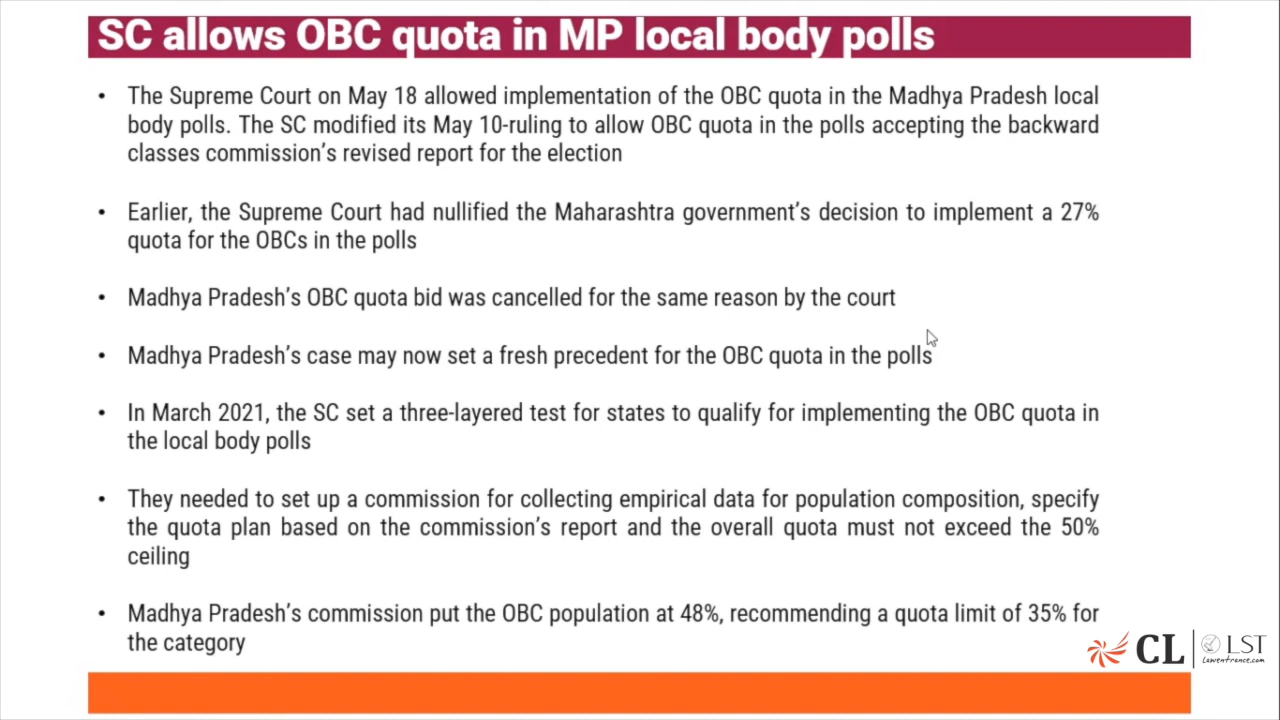 SC allows OBC quota in MP local body polls
• The Supreme Court on May 18 allowed implementation of the OBC quota in the Madhya Pradesh local
body polls. The SC modified its May 10-ruling to allow OBC quota in the polls accepting the backward
classes commission's revised report for the election
• Earlier, the Supreme Court had nullified the Maharashtra government's decision to implement a 27%
quota for the OBCs in the polls
• Madhya Pradesh's OBC quota bid was cancelled for the same reason by the court
• Madhya Pradesh's case may now set a fresh precedent for the OBC quota in the polls
• In March 2021, the SC set a three-layered test for states to qualify for implementing the OBC quota in
the local body polls
• They needed to set up a commission for collecting empirical data for population composition, specify
the quota plan based on the commission's report and the overall quota must not exceed the 50%
ceiling
• Madhya Pradesh's commission put the OBC population at 48%, recommending a quota limit of 35% for
the category
CL LST
Lawentrance.com